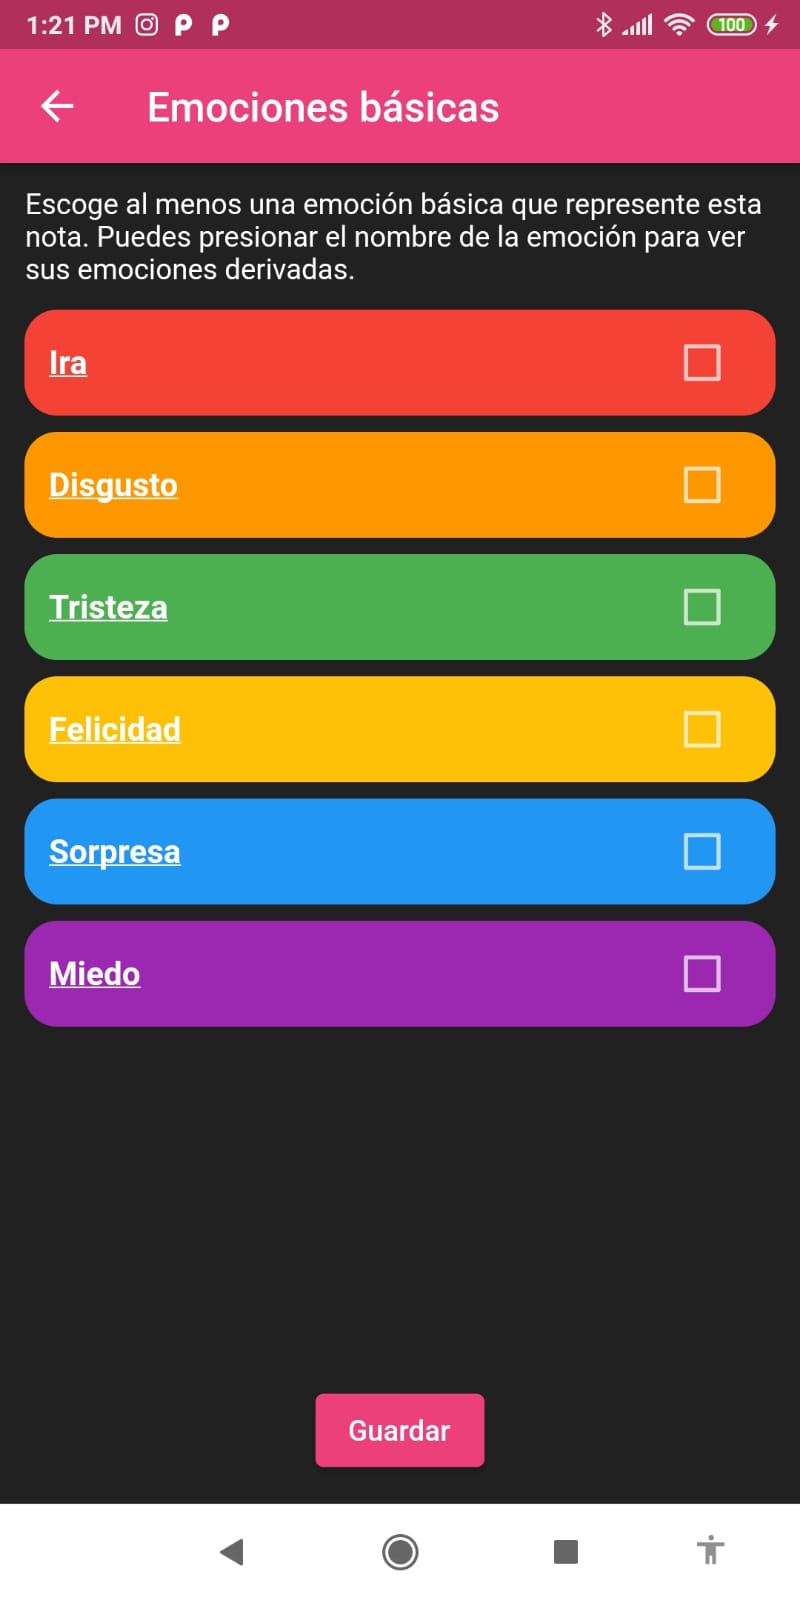 1:21 PM
100
Emociones básicas
Escoge al menos una emoción básica que represente esta
nota. Puedes presionar el nombre de la emoción para ver
sus emociones derivadas.
Ira
Disgusto
Tristeza
Felicidad
Sorpresa
Miedo
Guardar